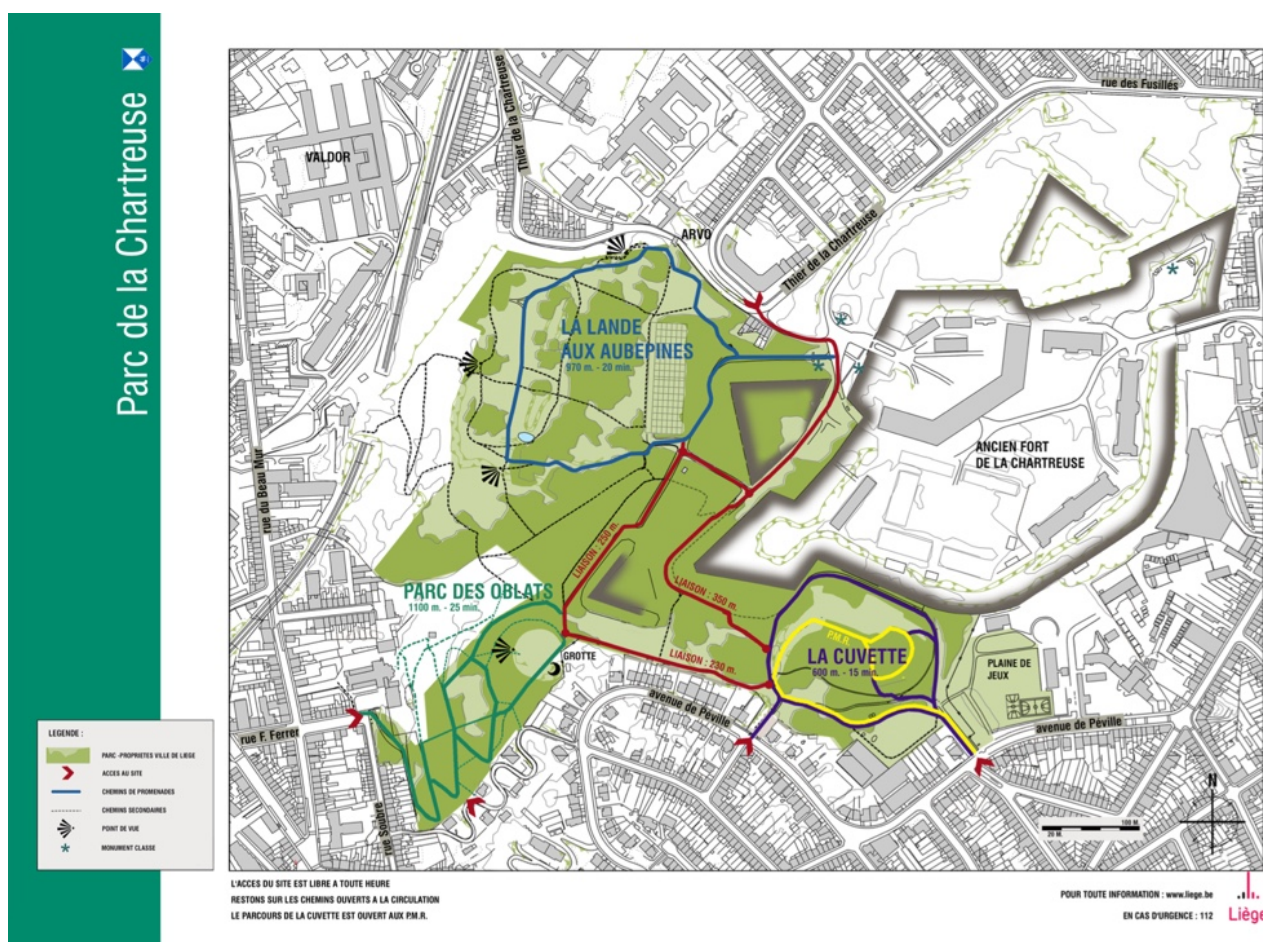 Parc de la Chartreuse
rue des Fusillés
Thier de la Chartreuse
VALDOR
ARVO
Thier de la Chartreuse
LA LANDE
AUX AUBEPINES
970 m. - 20 min.
ANCIEN FORT
DE LA CHARTREUSE
rue du Beau Mur
LIAISON : 250 m.
LIAISON : 350 m.
PARC DES OBLATS
1100 m. - 25 min.
P.M.R.
LA CUVETTE
600 m. - 15 min.
GROTTE
LIAISON : 230 m.
PLAINE DE
JEUX
avenue de Péville
avenue de Péville
rue F. Ferrer
rue Soubre
N
100 M.
20 M.
LEGENDE :
PARC -PROPRIETES VILLE DE LIEGE
ACCES AU SITE
CHEMINS DE PROMENADES
CHEMINS SECONDAIRES
POINT DE VUE
MONUMENT CLASSE
L'ACCES DU SITE EST LIBRE A TOUTE HEURE
RESTONS SUR LES CHEMINS OUVERTS A LA CIRCULATION
LE PARCOURS DE LA CUVETTE EST OUVERT AUX P.M.R.
POUR TOUTE INFORMATION : www.liege.be
EN CAS D'URGENCE : 112
Liège